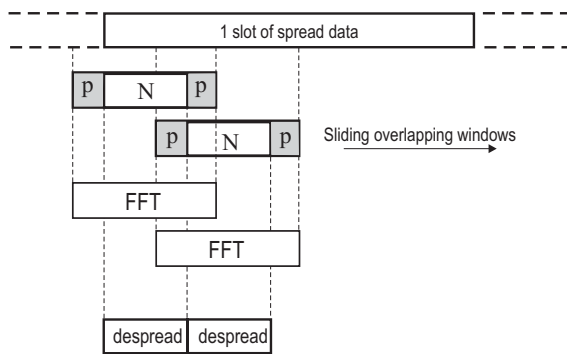 1 slot of spread data
p N p
p N p
Sliding overlapping windows
FFT
FFT
despread despread